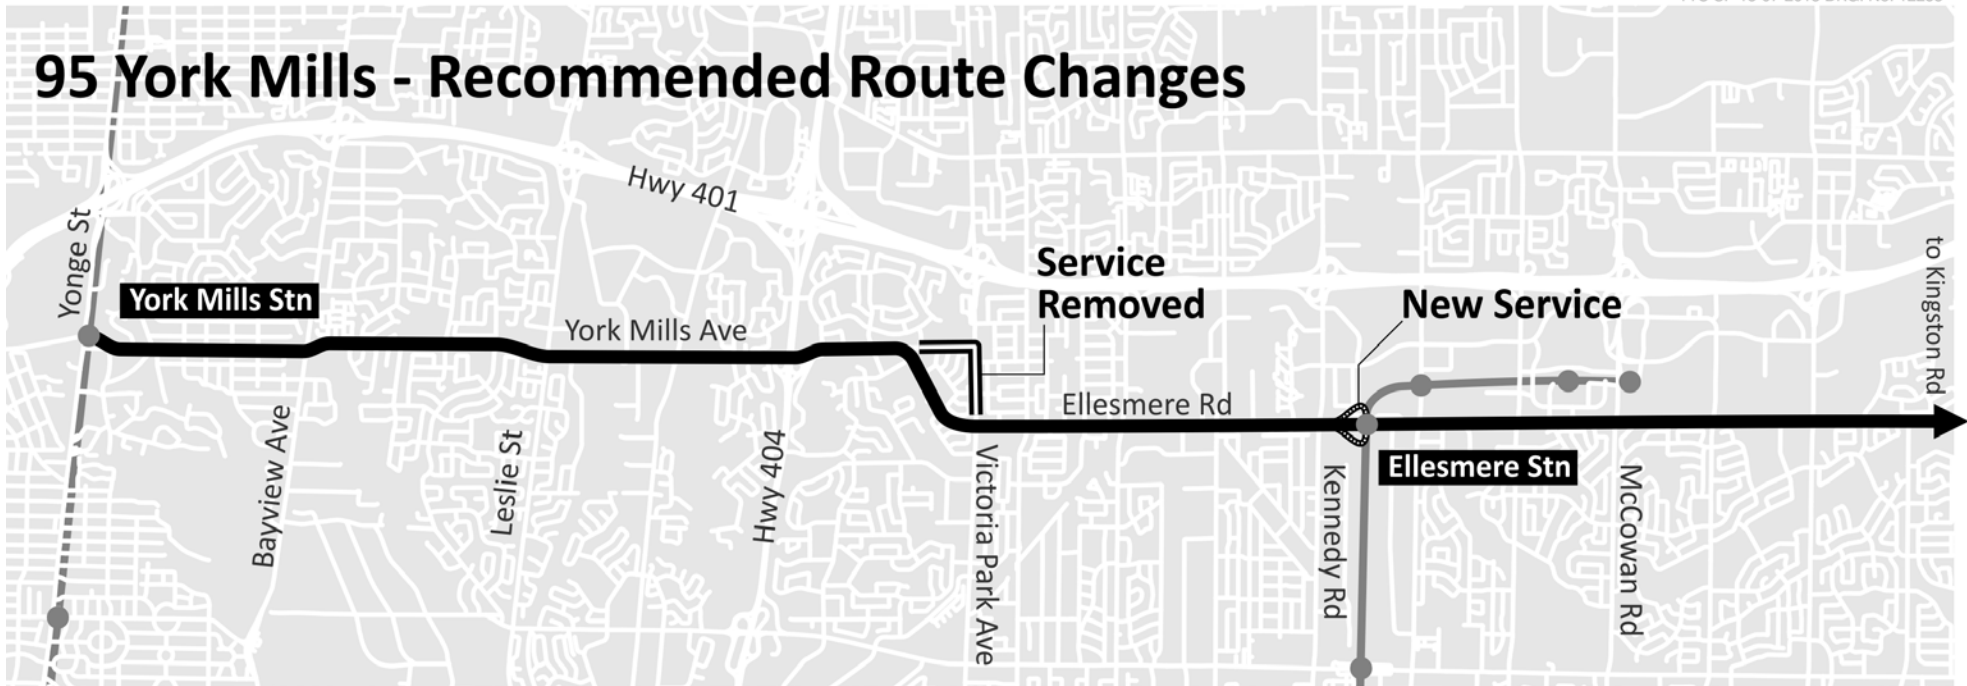 95 York Mills - Recommended Route Changes
Hwy 401
Yonge St
York Mills Stn
York Mills Ave
Service
Removed
New Service
to Kingston Rd
Ellesmere Rd
Bayview Ave
Leslie St
Hwy 404
Victoria Park Ave
Kennedy Rd
Ellesmere Stn
McCowan Rd